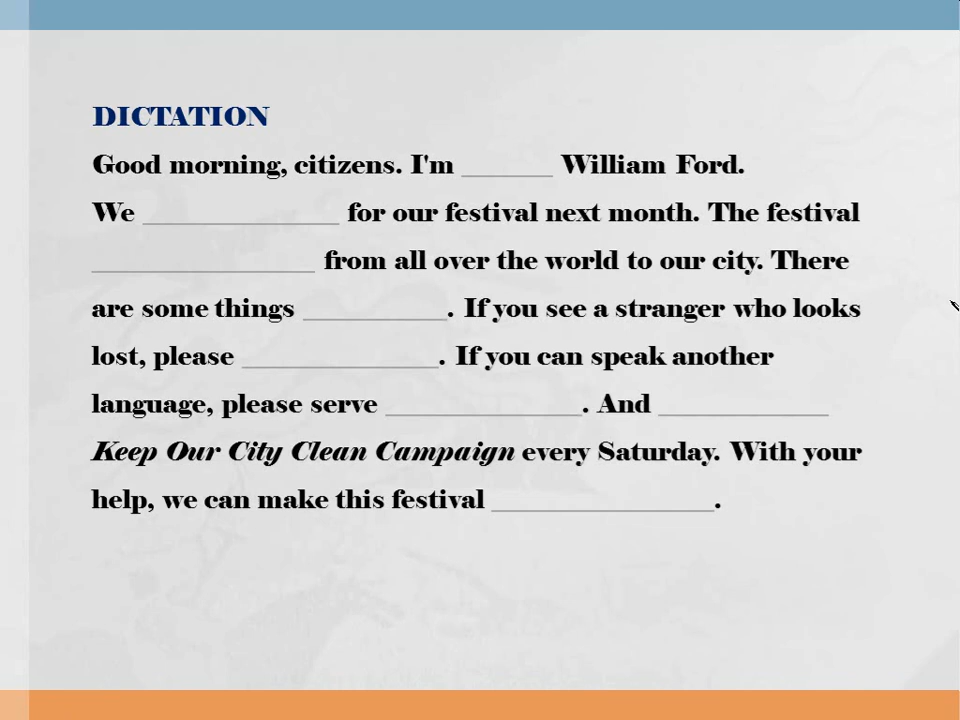 DICTATION
Good morning, citizens. I'm _______ William Ford.
We _______________ for our festival next month. The festival
_________________ from all over the world to our city. There
are some things ___________. If you see a stranger who looks
lost, please _______________. If you can speak another
language, please serve _______________. And _____________
Keep Our City Clean Campaign every Saturday. With your
help, we can make this festival _________________.